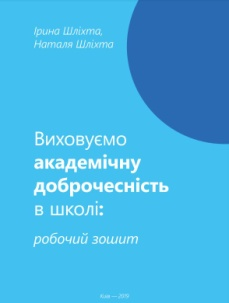 Ірина Шліхта,
Наталя Шліхта
Виховуємо
академічну
доброчесність
в школі:
робочий зошит
Київ — 2019